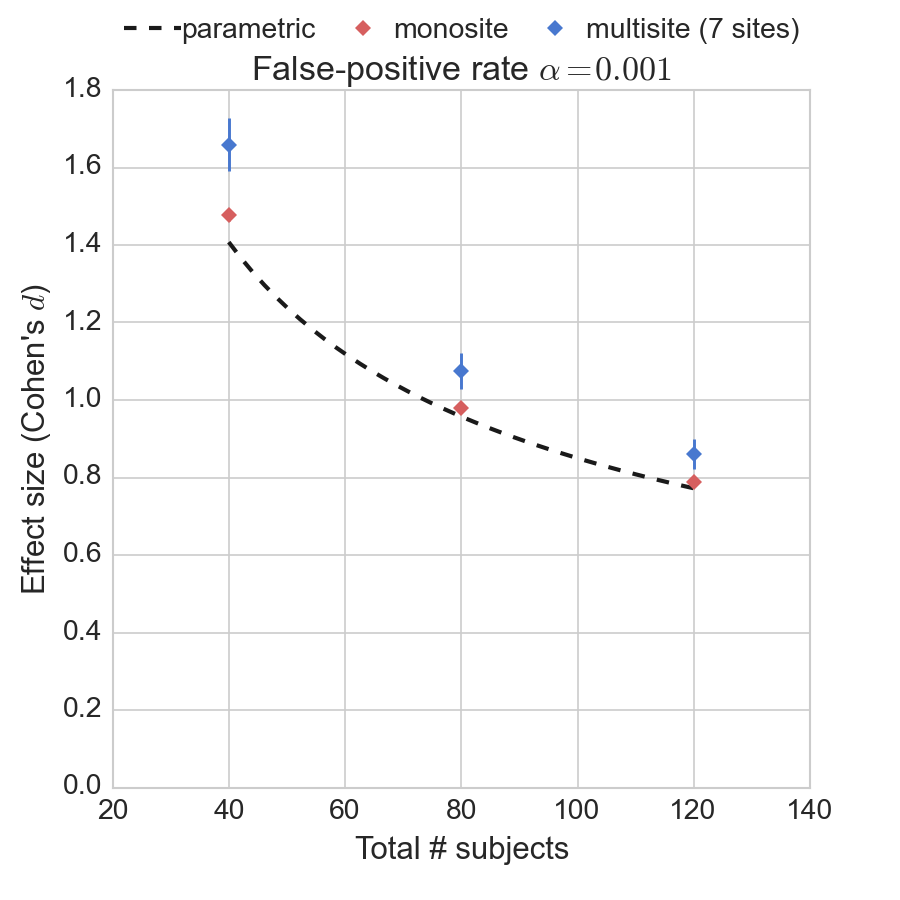 parametric monosite multisite (7 sites)
False-positive rate α=0.001
1.8
1.6
1.4
1.2
1.0
0.8
0.6
0.4
0.2
0.0
Effect size (Cohen's d)
20 40 60 80 100 120 140
Total # subjects